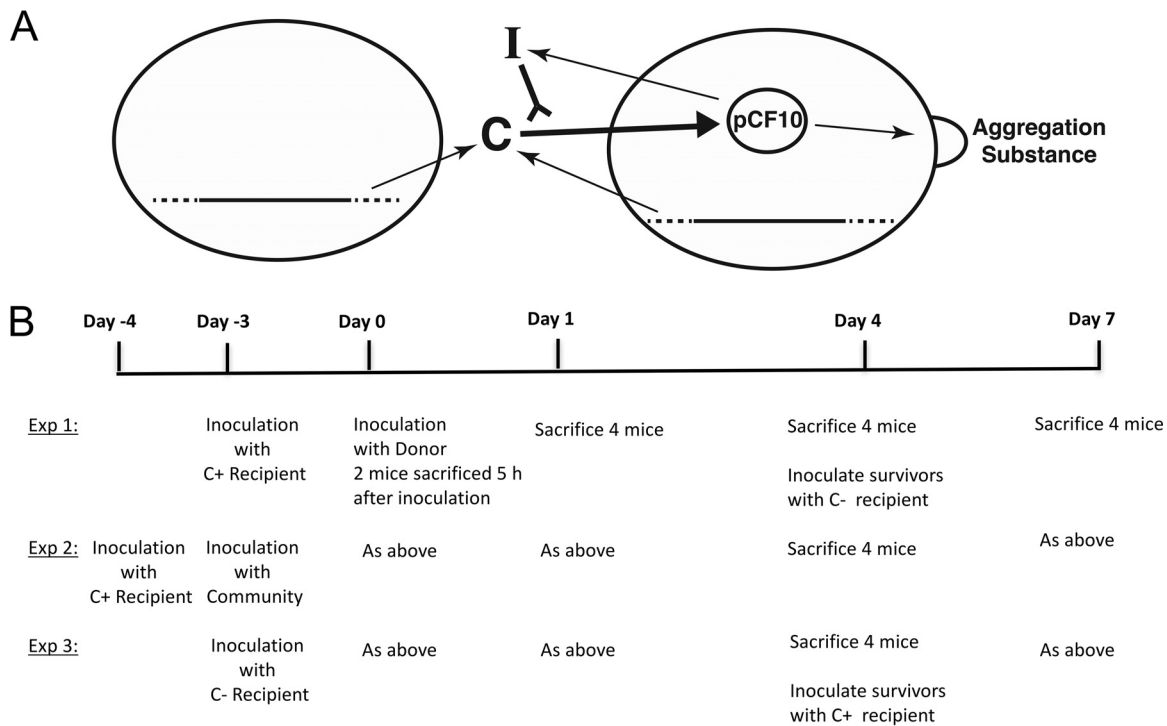 A
I
C
pCF10
Aggregation
Substance
B
Day -4
Day -3
Day 0
Day 1
Day 4
Day 7
Exp 1:
Inoculation
with
C+ Recipient
Inoculation
with Donor
2 mice sacrificed 5 h
after inoculation
Sacrifice 4 mice
Sacrifice 4 mice
Inoculate survivors
with C- recipient
Sacrifice 4 mice
Exp 2:
Inoculation
with
C+ Recipient
Inoculation
with
Community
As above
As above
Sacrifice 4 mice
As above
Exp 3:
Inoculation
with
C- Recipient
As above
As above
Sacrifice 4 mice
Inoculate survivors
with C+ recipient
As above